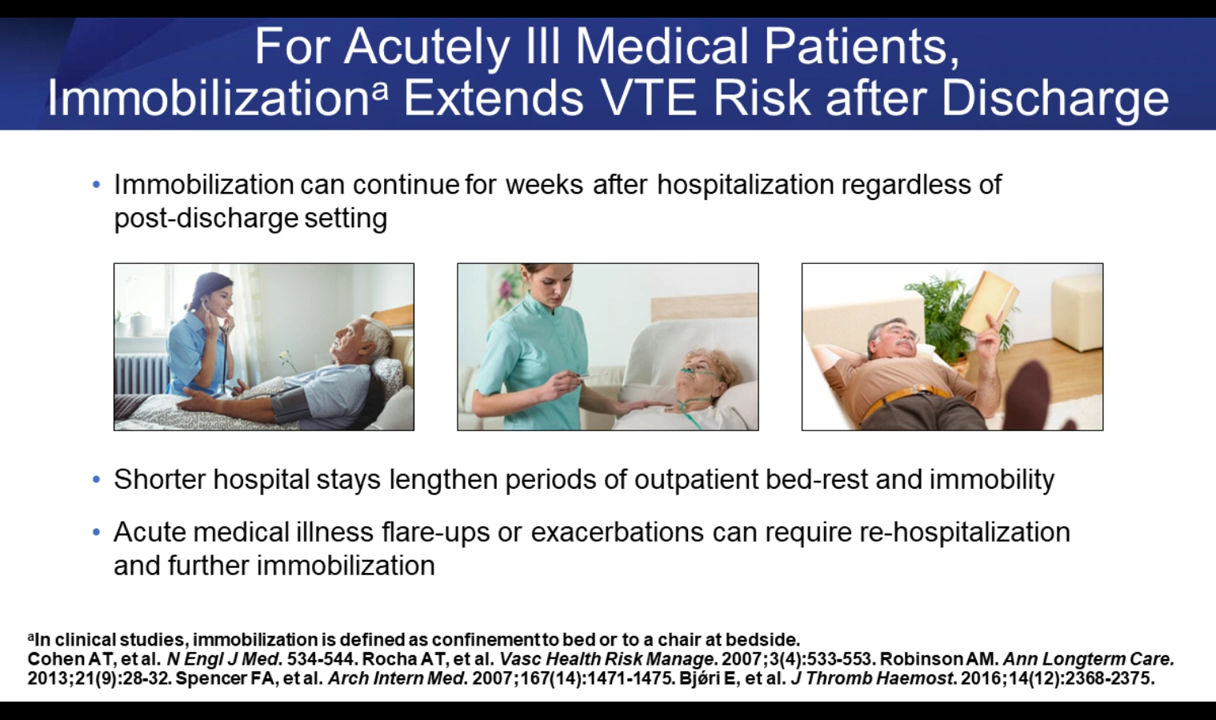 For Acutely Ill Medical Patients,
Immobilizationᵃ Extends VTE Risk after Discharge
• Immobilization can continue for weeks after hospitalization regardless of
post-discharge setting
• Shorter hospital stays lengthen periods of outpatient bed-rest and immobility
• Acute medical illness flare-ups or exacerbations can require re-hospitalization
and further immobilization
ᵃIn clinical studies, immobilization is defined as confinement to bed or to a chair at bedside.
Cohen AT, et al. N Engl J Med. 534-544. Rocha AT, et al. Vasc Health Risk Manage. 2007;3(4):533-553. Robinson AM. Ann Longterm Care.
2013;21(9):28-32. Spencer FA, et al. Arch Intern Med. 2007;167(14):1471-1475. Bjǿri E, et al. J Thromb Haemost. 2016;14(12):2368-2375.